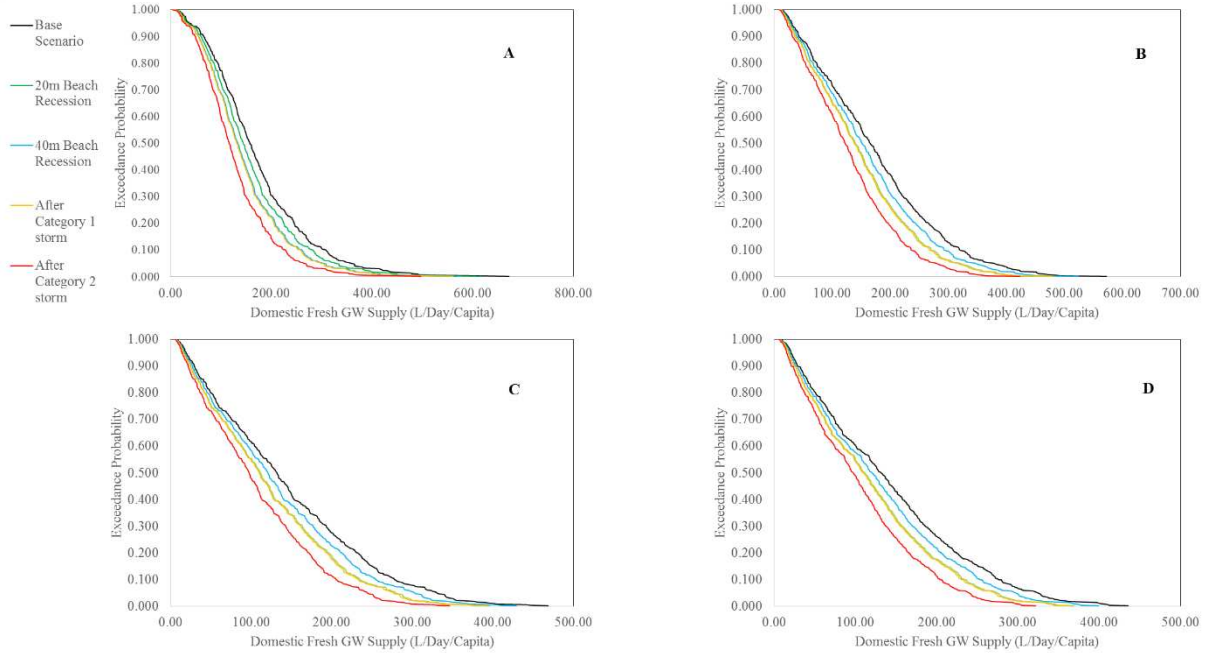 Base
Scenario
20m Beach
Recession
40m Beach
Recession
After
Category 1
storm
After
Category 2
storm
Exceedance Probability
1.000
0.900
0.800
0.700
0.600
0.500
0.400
0.300
0.200
0.100
0.000
A
0.00 200.00 400.00 600.00 800.00
Domestic Fresh GW Supply (L/Day/Capita)
Exceedance Probability
1.000
0.900
0.800
0.700
0.600
0.500
0.400
0.300
0.200
0.100
0.000
B
0.00 100.00 200.00 300.00 400.00 500.00 600.00 700.00
Domestic Fresh GW Supply (L/Day/Capita)
Exceedance Probability
1.000
0.900
0.800
0.700
0.600
0.500
0.400
0.300
0.200
0.100
0.000
C
0.00 100.00 200.00 300.00 400.00 500.00
Domestic Fresh GW Supply (L/Day/Capita)
Exceedance Probability
1.000
0.900
0.800
0.700
0.600
0.500
0.400
0.300
0.200
0.100
0.000
D
0.00 100.00 200.00 300.00 400.00 500.00
Domestic Fresh GW Supply (L/Day/Capita)